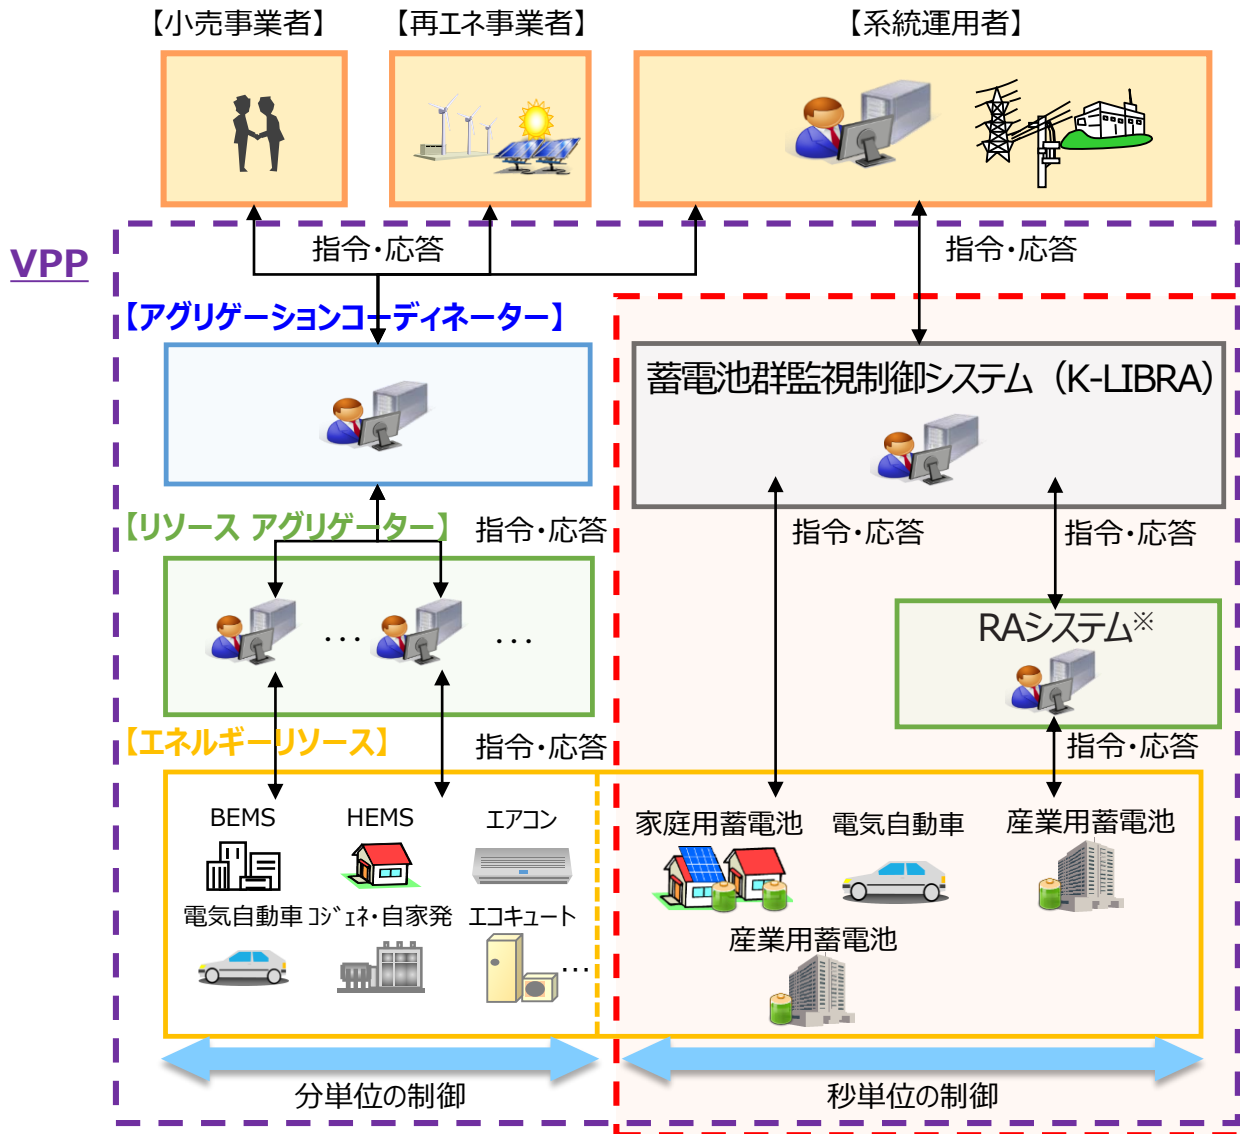 【小売事業者】
【再エネ事業者】
【系統運用者】
VPP
指令・応答
指令・応答
【アグリゲーションコーディネーター】
蓄電池群監視制御システム（K-LIBRA）
【リソース アグリゲーター】
指令・応答
指令・応答
指令・応答
…
…
RAシステム※
【エネルギーリソース】
指令・応答
指令・応答
BEMS
HEMS
エアコン
家庭用蓄電池
電気自動車
産業用蓄電池
電気自動車
コジェネ・自家発
エコキュート
…
産業用蓄電池
分単位の制御
秒単位の制御